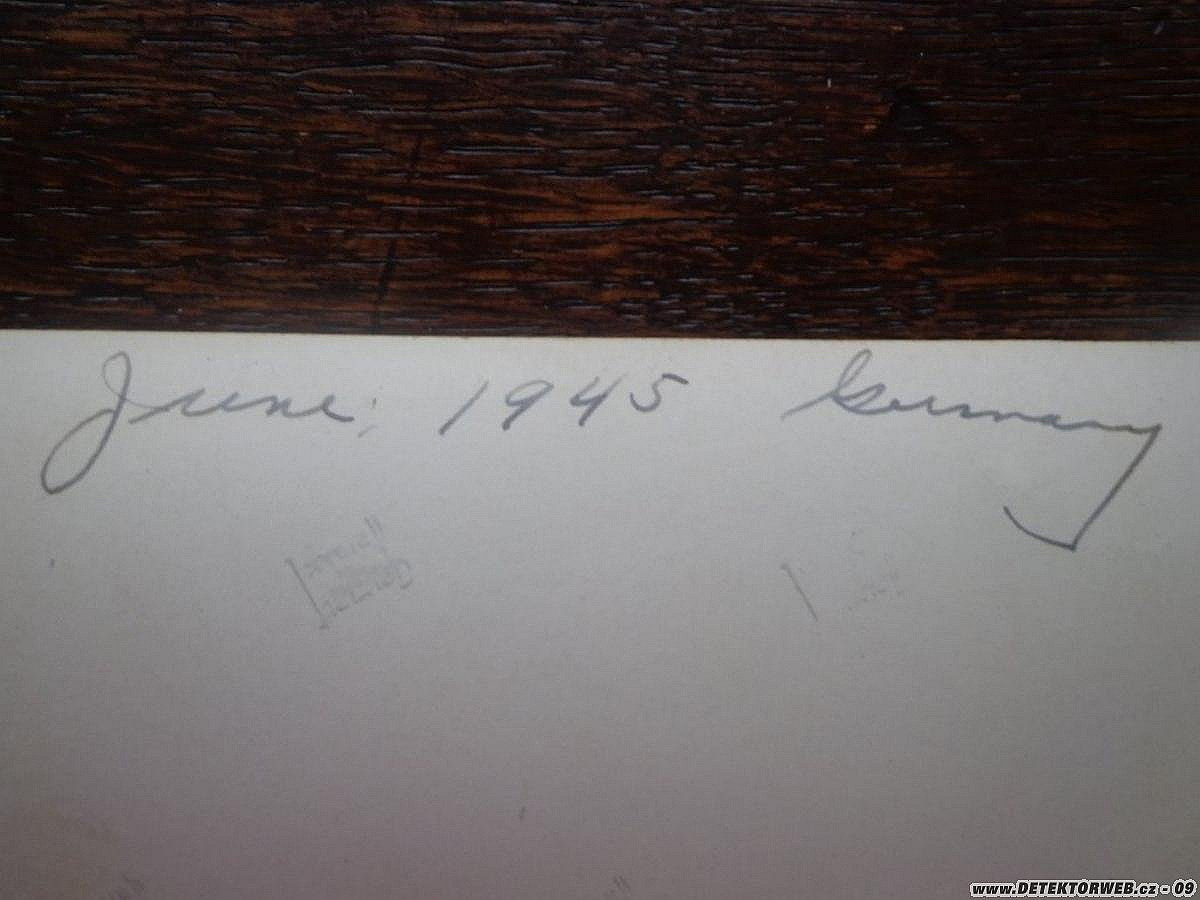 June, 1945 Germany
www.DETEKTORWEB.cz - 09